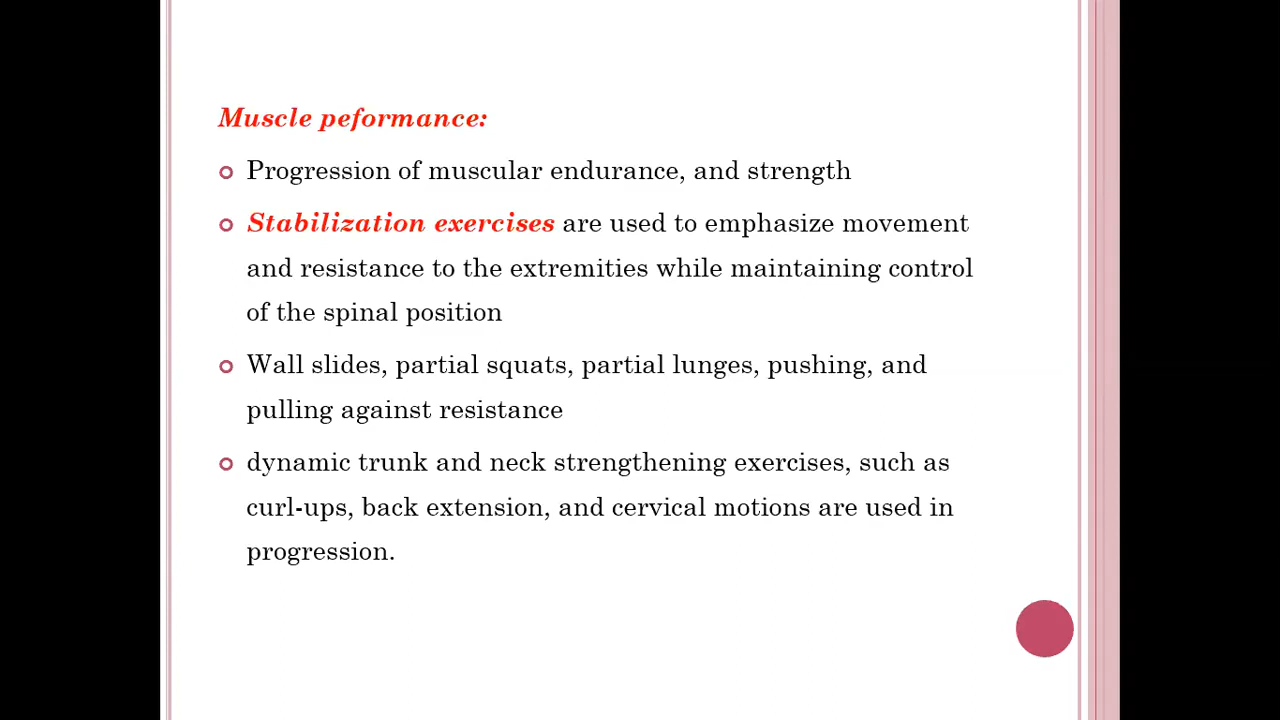 Muscle peformance:
Progression of muscular endurance, and strength
Stabilization exercises are used to emphasize movement
and resistance to the extremities while maintaining control
of the spinal position
Wall slides, partial squats, partial lunges, pushing, and
pulling against resistance
dynamic trunk and neck strengthening exercises, such as
curl-ups, back extension, and cervical motions are used in
progression.